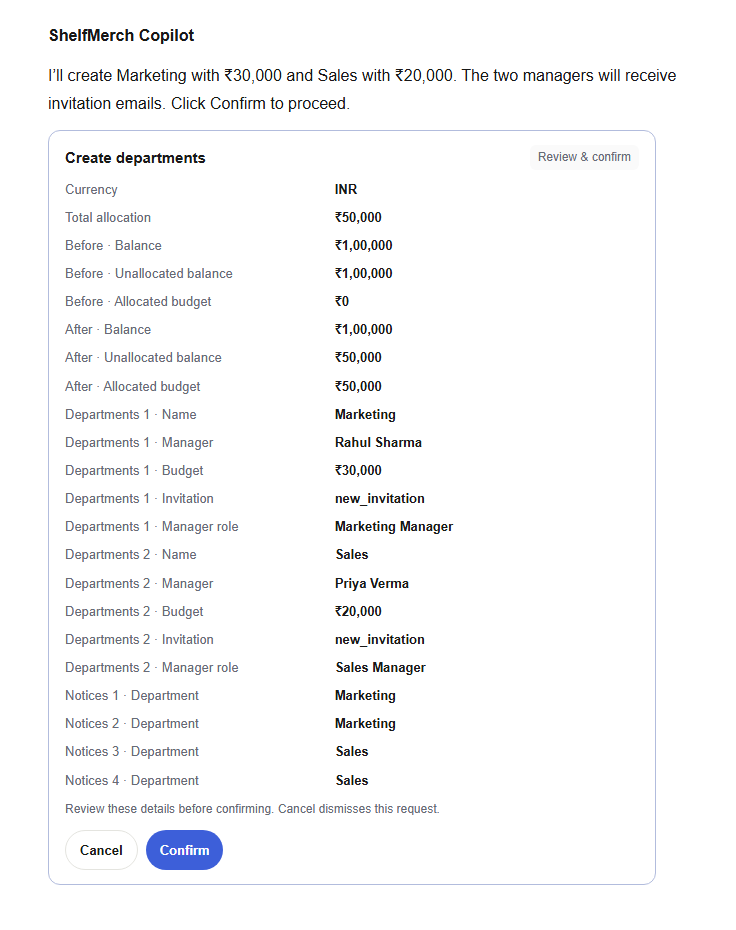 ShelfMerch Copilot
I’ll create Marketing with ₹30,000 and Sales with ₹20,000. The two managers will receive
invitation emails. Click Confirm to proceed.
Create departments Review & confirm
Currency INR
Total allocation ₹50,000
Before · Balance ₹1,00,000
Before · Unallocated balance ₹1,00,000
Before · Allocated budget ₹0
After · Balance ₹1,00,000
After · Unallocated balance ₹50,000
After · Allocated budget ₹50,000
Departments 1 · Name Marketing
Departments 1 · Manager Rahul Sharma
Departments 1 · Budget ₹30,000
Departments 1 · Invitation new_invitation
Departments 1 · Manager role Marketing Manager
Departments 2 · Name Sales
Departments 2 · Manager Priya Verma
Departments 2 · Budget ₹20,000
Departments 2 · Invitation new_invitation
Departments 2 · Manager role Sales Manager
Notices 1 · Department Marketing
Notices 2 · Department Marketing
Notices 3 · Department Sales
Notices 4 · Department Sales
Review these details before confirming. Cancel dismisses this request.
Cancel Confirm